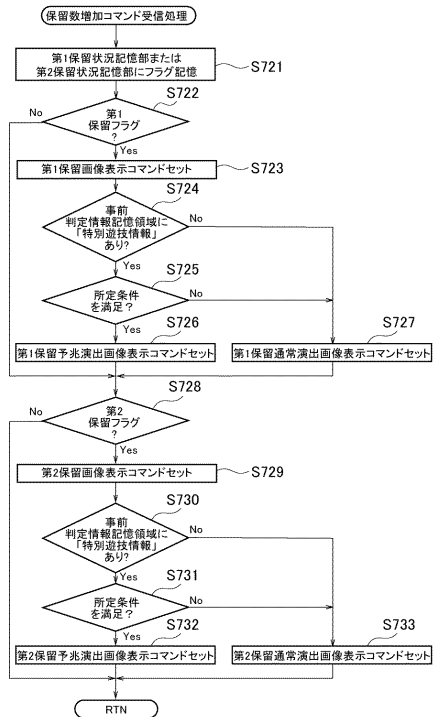 保留数増加コマンド受信処理
第1保留状況記憶部または
第2保留状況記憶部にフラグ記憶
S721
S722
No
第1
保留フラグ
?
Yes
第1保留画像表示コマンドセット
S723
S724
事前
判定情報記憶領域に
「特別遊技情報」
あり?
No
Yes
S725
所定条件
を満足?
No
Yes
S726
S727
第1保留予兆演出画像表示コマンドセット
第1保留通常演出画像表示コマンドセット
S728
No
第2
保留フラグ
?
Yes
第2保留画像表示コマンドセット
S729
S730
事前
判定情報記憶領域に
「特別遊技情報」
あり?
No
Yes
S731
所定条件
を満足?
No
Yes
S732
S733
第2保留予兆演出画像表示コマンドセット
第2保留通常演出画像表示コマンドセット
RTN